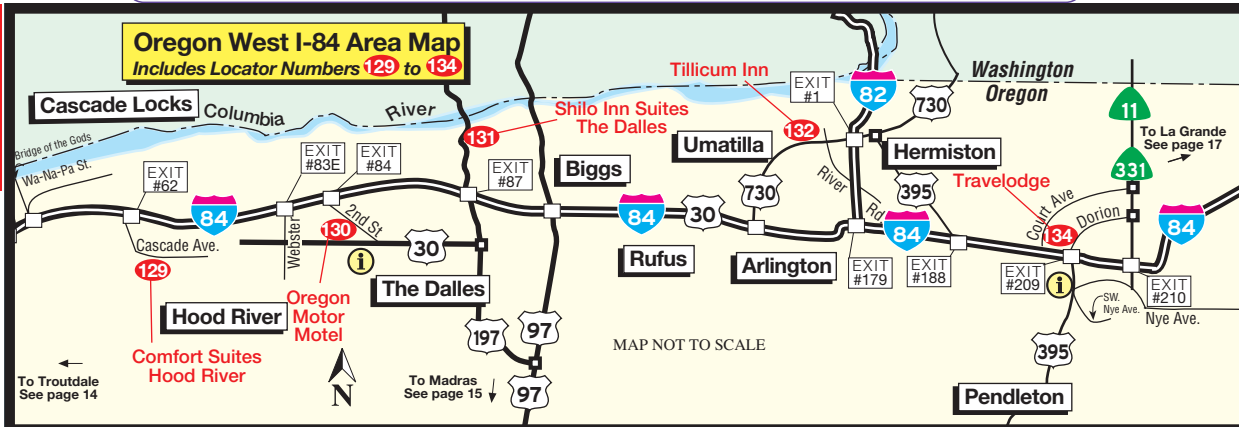 Oregon West I-84 Area Map
Includes Locator Numbers 129 to 134
Cascade Locks
Columbia
River
Bridge of the Gods
Wa-Na-Pa St.
EXIT
#62
84
Cascade Ave.
129
Comfort Suites
Hood River
Hood River
To Troutdale
See page 14
EXIT
#83E
EXIT
#84
Webster
2nd St
130
Oregon
Motor
Motel
i
30
The Dalles
N
131
Shilo Inn Suites
The Dalles
EXIT
#87
197
97
97
To Madras
See page 15
Biggs
84
30
Rufus
MAP NOT TO SCALE
Tillicum Inn
132
EXIT
#1
82
730
Umatilla
Hermiston
730
River
Rd
395
84
Arlington
EXIT
#179
EXIT
#188
Washington
Oregon
11
To La Grande
See page 17
331
Travelodge
Court Ave
Dorion
134
84
EXIT
#209
i
EXIT
#210
SW.
Nye Ave.
Nye Ave.
395
Pendleton